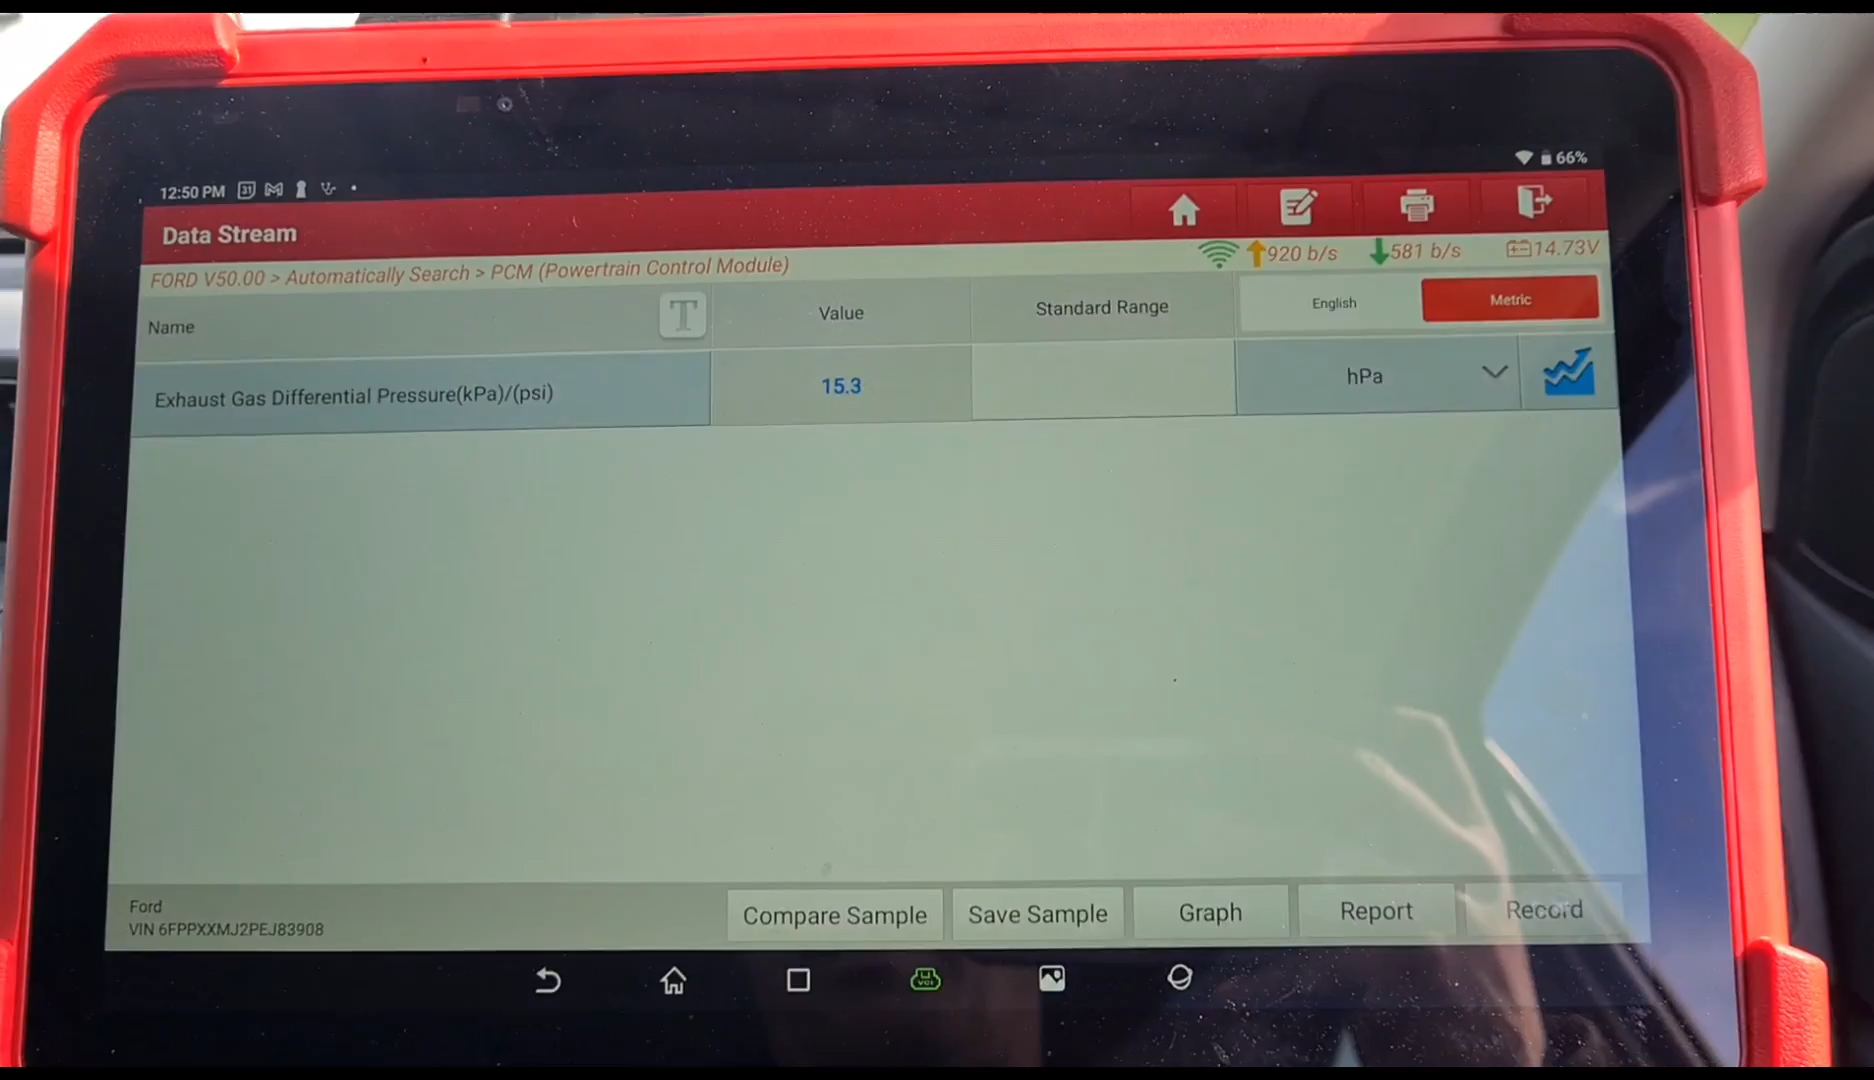 12:50 PM 31
66%
Data Stream
FORD V50.00 > Automatically Search > PCM (Powertrain Control Module)
920 b/s 581 b/s 14.73V
Name T Value Standard Range English Metric
Exhaust Gas Differential Pressure(kPa)/(psi) 15.3 hPa
Ford
VIN 6FPPXXMJ2PEJ83908
Compare Sample Save Sample Graph Report Record
VCI